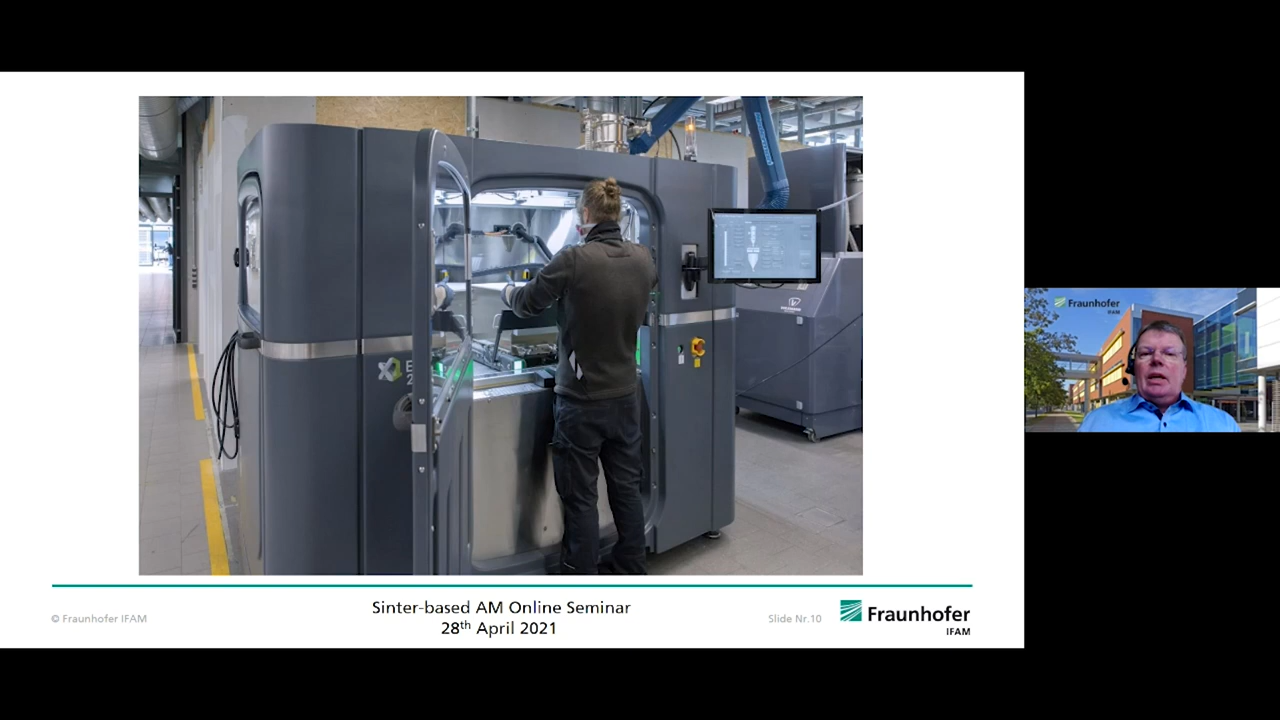 Sinter-based AM Online Seminar
28th April 2021
© Fraunhofer IFAM
Slide Nr.10
Fraunhofer
IFAM
Fraunhofer
IFAM